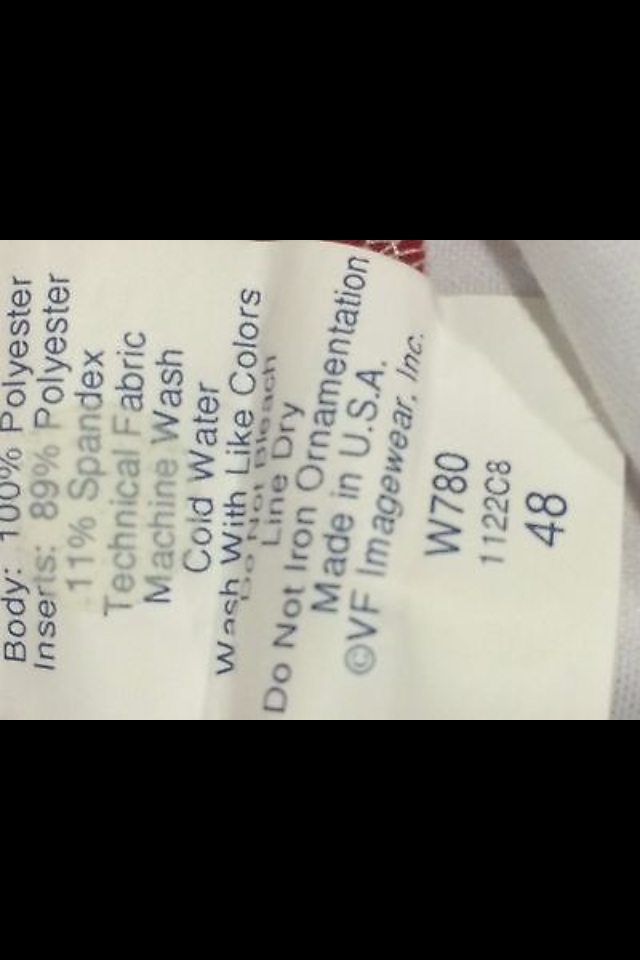 Body: 100% Polyester
Inserts: 89% Polyester
11% Spandex
Technical Fabric
Machine Wash
Cold Water
Wash With Like Colors
Do Not Bleach
Line Dry
Do Not Iron Ornamentation
Made in U.S.A.
©VF Imagewear, Inc.
W780
1122C8
48